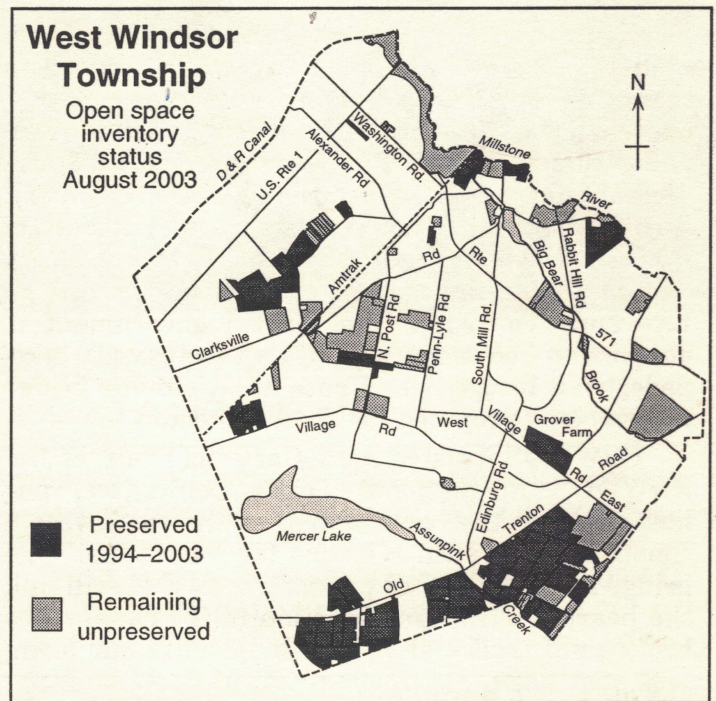 West Windsor
Township
Open space
inventory
status
August 2003
N
D & R Canal
U.S. Rte 1
Alexander Rd
Washington Rd.
Millstone
River
Amtrak
Rd
Rte
Big Bear
Rabbit Hill Rd
Clarksville
N. Post Rd
Penn-Lyle Rd
South Mill Rd.
571
Brook
Village
Rd
West
Village
Grover
Farm
Rd
Road
East
Edinburg Rd
Trenton
Mercer Lake
Assunpink
Old
Creek
Preserved
1994–2003
Remaining
unpreserved